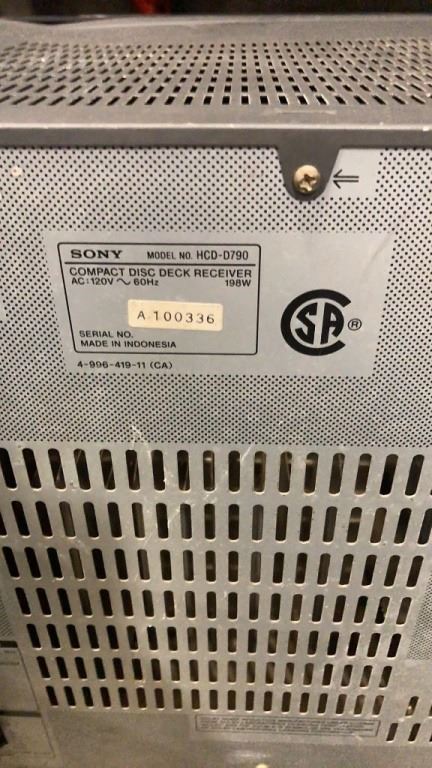 SONY MODEL NO. HCD-D790
COMPACT DISC DECK RECEIVER
AC:120V ~ 60Hz 198W
A 100336
SERIAL NO.
MADE IN INDONESIA
4-996-419-11 (CA)
SA ®